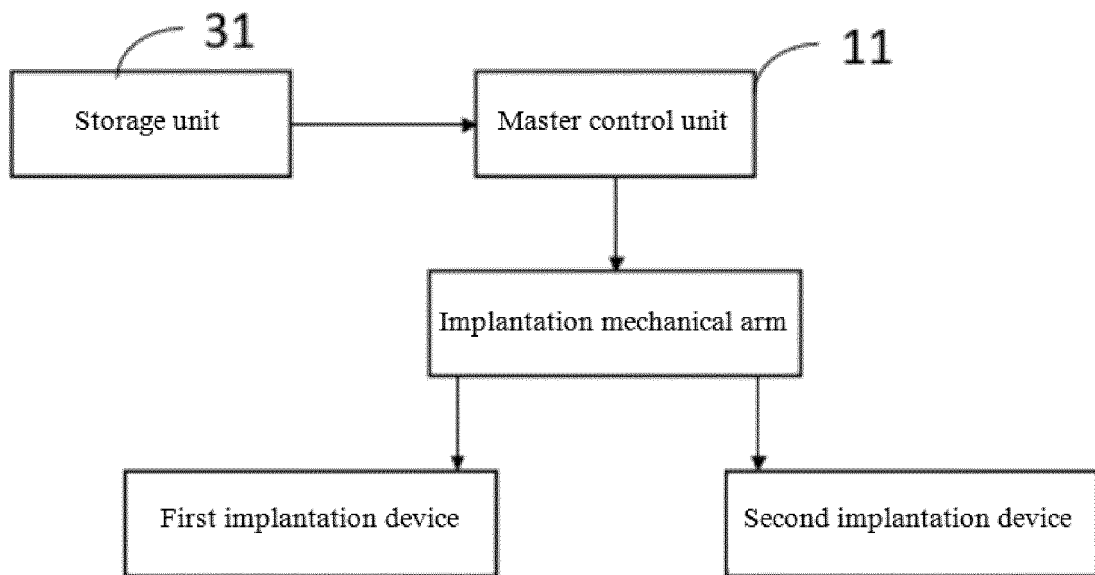 31
11
Storage unit
Master control unit
Implantation mechanical arm
First implantation device
Second implantation device